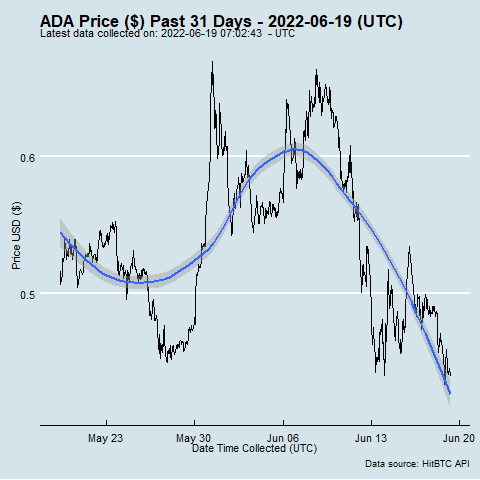 ADA Price ($) Past 31 Days - 2022-06-19 (UTC)
Latest data collected on: 2022-06-19 07:02:43 - UTC
Price USD ($)
0.6
0.5
May 23 May 30 Jun 06 Jun 13 Jun 20
Date Time Collected (UTC)
Data source: HitBTC API